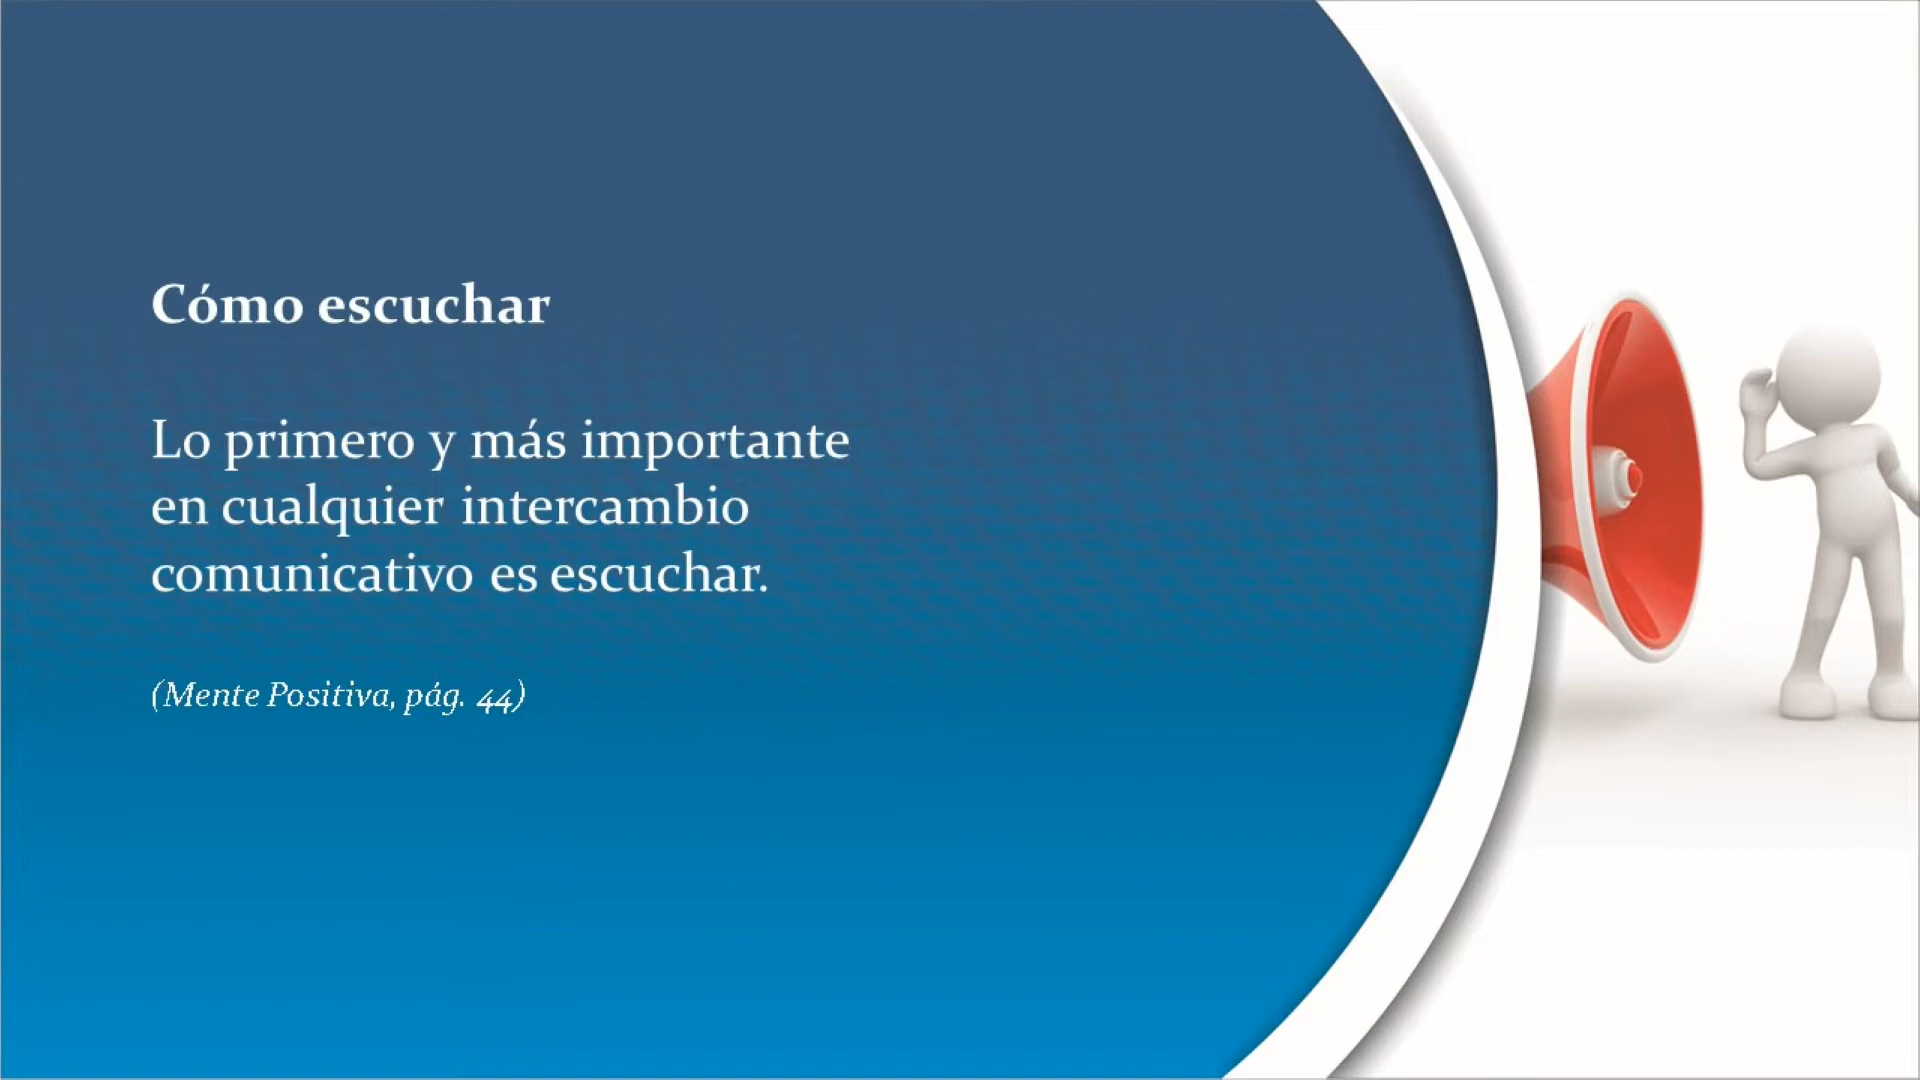 Cómo escuchar
Lo primero y más importante
en cualquier intercambio
comunicativo es escuchar.
(Mente Positiva, pág. 44)